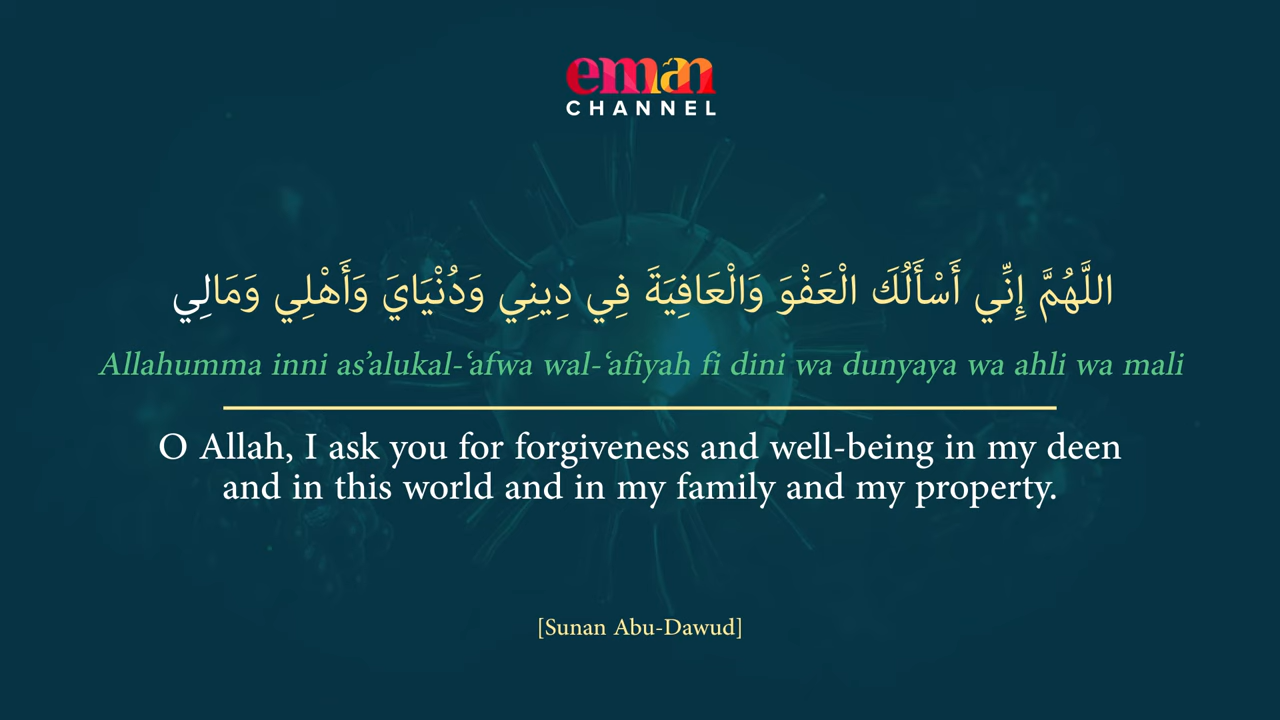 eman
CHANNEL
اللَّهُمَّ إِنِّي أَسْأَلُكَ الْعَفْوَ وَالْعَافِيَةَ فِي دِينِي وَدُنْيَايَ وَأَهْلِي وَمَالِي
Allahumma inni as’alukal-‘afwa wal-‘afiyah fi dini wa dunyaya wa ahli wa mali
O Allah, I ask you for forgiveness and well-being in my deen
and in this world and in my family and my property.
[Sunan Abu-Dawud]